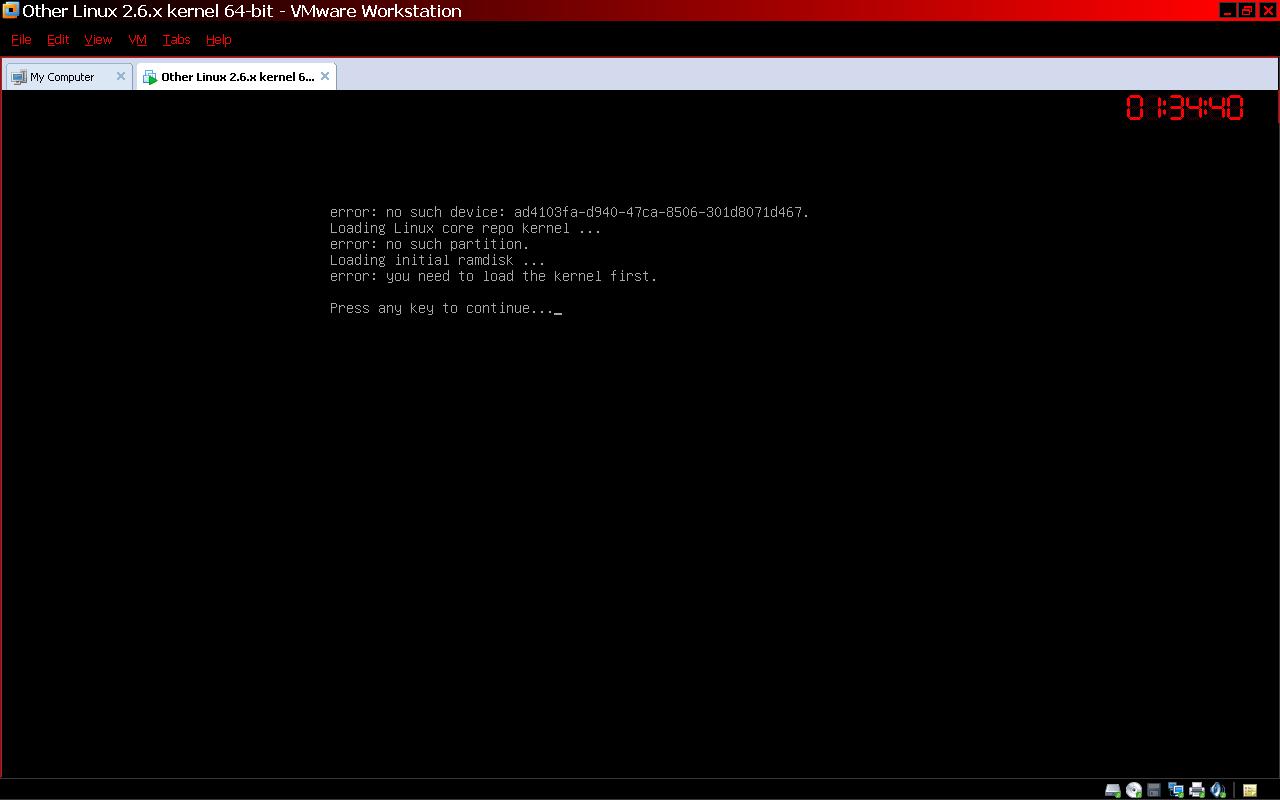 Other Linux 2.6.x kernel 64-bit - VMware Workstation
File Edit View VM Tabs Help
My Computer
Other Linux 2.6.x kernel 6...
01:34:40
error: no such device: ad4103fa-d940-47ca-8506-301d8071d467.
Loading Linux core repo kernel ...
error: no such partition.
Loading initial ramdisk ...
error: you need to load the kernel first.
Press any key to continue..._